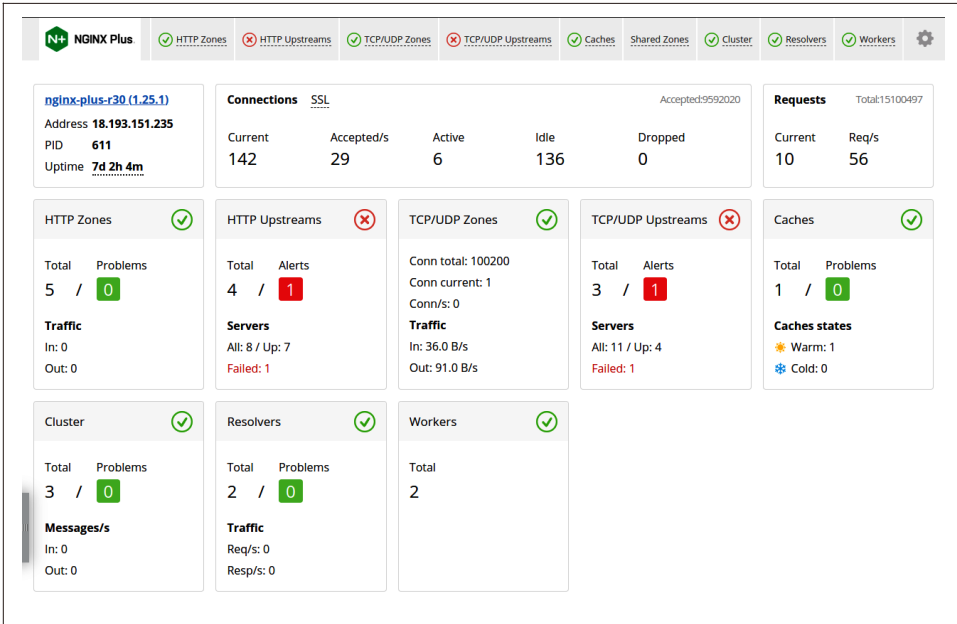 N+ NGINX Plus. HTTP Zones HTTP Upstreams TCP/UDP Zones TCP/UDP Upstreams Caches Shared Zones Cluster Resolvers Workers
nginx-plus-r30 (1.25.1)
Address 18.193.151.235
PID 611
Uptime 7d 2h 4m
Connections SSL Accepted:9592020
Current Accepted/s Active Idle Dropped
142 29 6 136 0
Requests Total:15100497
Current Req/s
10 56
HTTP Zones
Total Problems
5 / 0
Traffic
In: 0
Out: 0
HTTP Upstreams
Total Alerts
4 / 1
Servers
All: 8 / Up: 7
Failed: 1
TCP/UDP Zones
Conn total: 100200
Conn current: 1
Conn/s: 0
Traffic
In: 36.0 B/s
Out: 91.0 B/s
TCP/UDP Upstreams
Total Alerts
3 / 1
Servers
All: 11 / Up: 4
Failed: 1
Caches
Total Problems
1 / 0
Caches states
Warm: 1
Cold: 0
Cluster
Total Problems
3 / 0
Messages/s
In: 0
Out: 0
Resolvers
Total Problems
2 / 0
Traffic
Req/s: 0
Resp/s: 0
Workers
Total
2